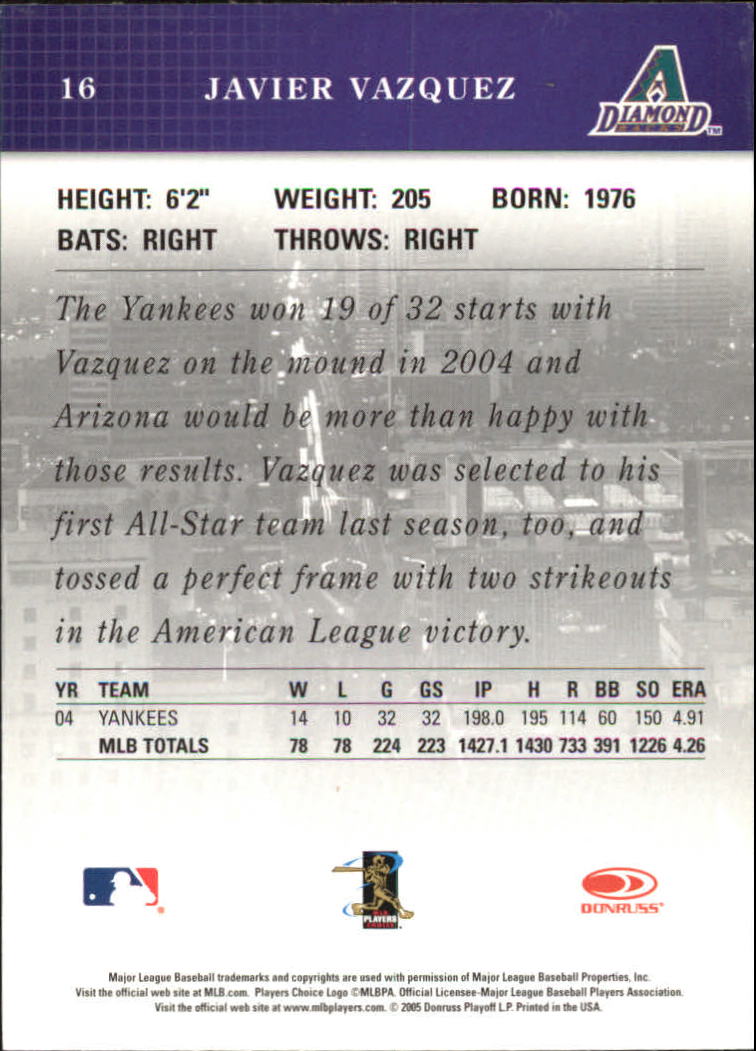 16 JAVIER VAZQUEZ
A
DIAMOND
BACKS TM
HEIGHT: 6'2" WEIGHT: 205 BORN: 1976
BATS: RIGHT THROWS: RIGHT
The Yankees won 19 of 32 starts with
Vazquez on the mound in 2004 and
Arizona would be more than happy with
those results. Vazquez was selected to his
first All-Star team last season, too, and
tossed a perfect frame with two strikeouts
in the American League victory.
YR TEAM W L G GS IP H R BB SO ERA
04 YANKEES 14 10 32 32 198.0 195 114 60 150 4.91
MLB TOTALS 78 78 224 223 1427.1 1430 733 391 1226 4.26
PLAYERS
DONRUSS
Major League Baseball trademarks and copyrights are used with permission of Major League Baseball Properties, Inc.
Visit the official web site at MLB.com. Players Choice Logo ©MLBPA. Official Licensee-Major League Baseball Players Association.
Visit the official web site at www.mlbplayers.com. © 2005 Donruss Playoff L.P. Printed in the USA.